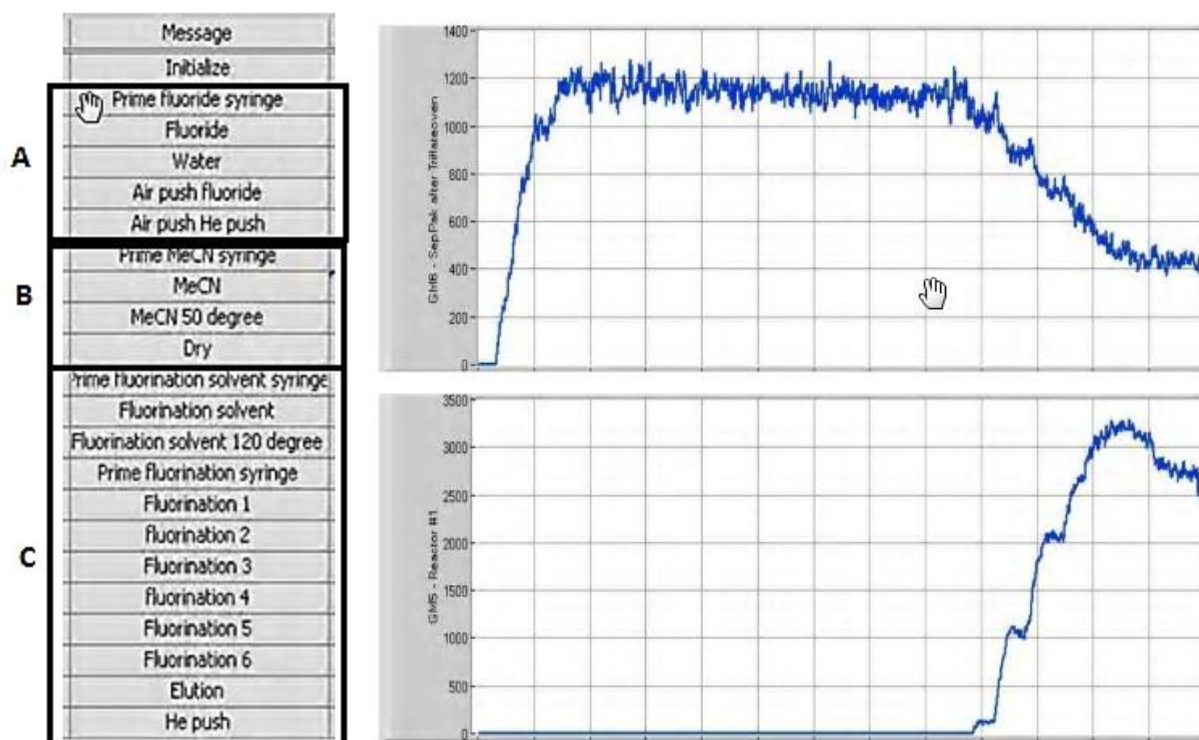 Message
Initialize
A
Prime fluoride syringe
Fluoride
Water
Air push fluoride
Air push He push
B
Prime MeCN syringe
MeCN
MeCN 50 degree
Dry
C
Prime fluorination solvent syringe
Fluorination solvent
Fluorination solvent 120 degree
Prime fluorination syringe
Fluorination 1
fluorination 2
Fluorination 3
fluorination 4
Fluorination 5
Fluorination 6
Elution
He push
GM6 - SepPak after Triflateoven
1400
1200
1000
800
600
400
200
0
GM5 - Reactor #1
3500
3000
2500
2000
1500
1000
500
0